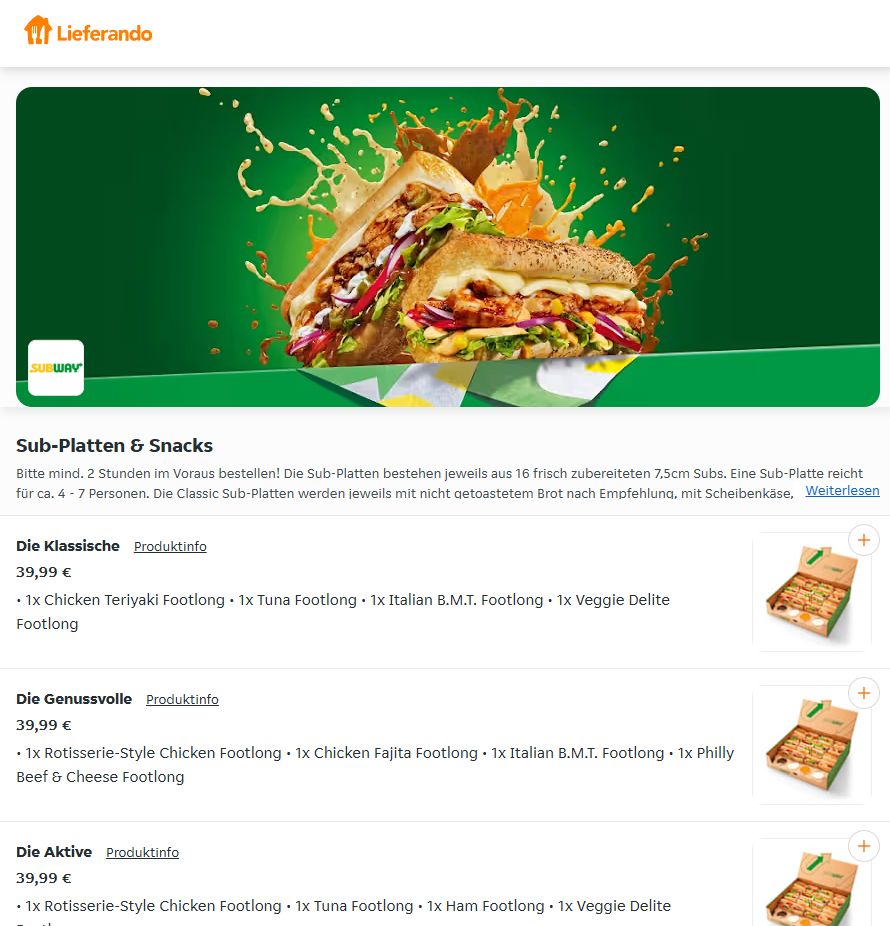 Lieferando
SUBWAY
Sub-Platten & Snacks
Bitte mind. 2 Stunden im Voraus bestellen! Die Sub-Platten bestehen jeweils aus 16 frisch zubereiteten 7,5cm Subs. Eine Sub-Platte reicht
für ca. 4 - 7 Personen. Die Classic Sub-Platten werden jeweils mit nicht getoastetem Brot nach Empfehlung, mit Scheibenkäse, Weiterlesen
Die Klassische Produktinfo
39,99 €
• 1x Chicken Teriyaki Footlong • 1x Tuna Footlong • 1x Italian B.M.T. Footlong • 1x Veggie Delite
Footlong
Die Genussvolle Produktinfo
39,99 €
• 1x Rotisserie-Style Chicken Footlong • 1x Chicken Fajita Footlong • 1x Italian B.M.T. Footlong • 1x Philly
Beef & Cheese Footlong
Die Aktive Produktinfo
39,99 €
• 1x Rotisserie-Style Chicken Footlong • 1x Tuna Footlong • 1x Ham Footlong • 1x Veggie Delite